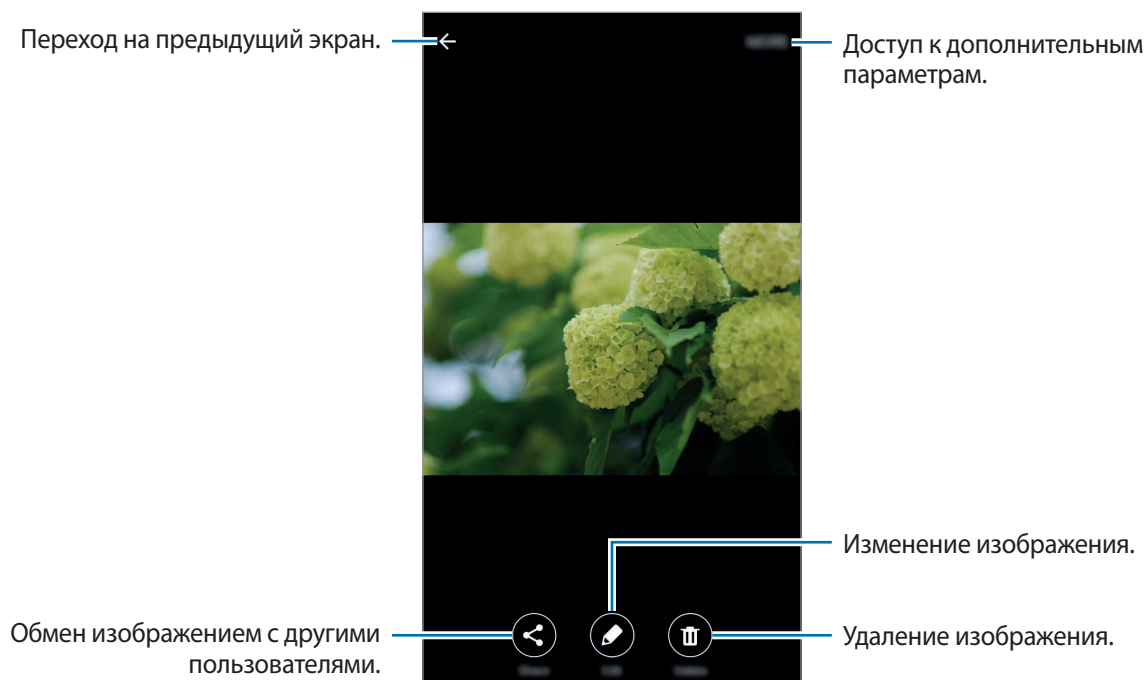 Переход на предыдущий экран.
Доступ к дополнительным
параметрам.
Изменение изображения.
Обмен изображением с другими
пользователями.
Удаление изображения.